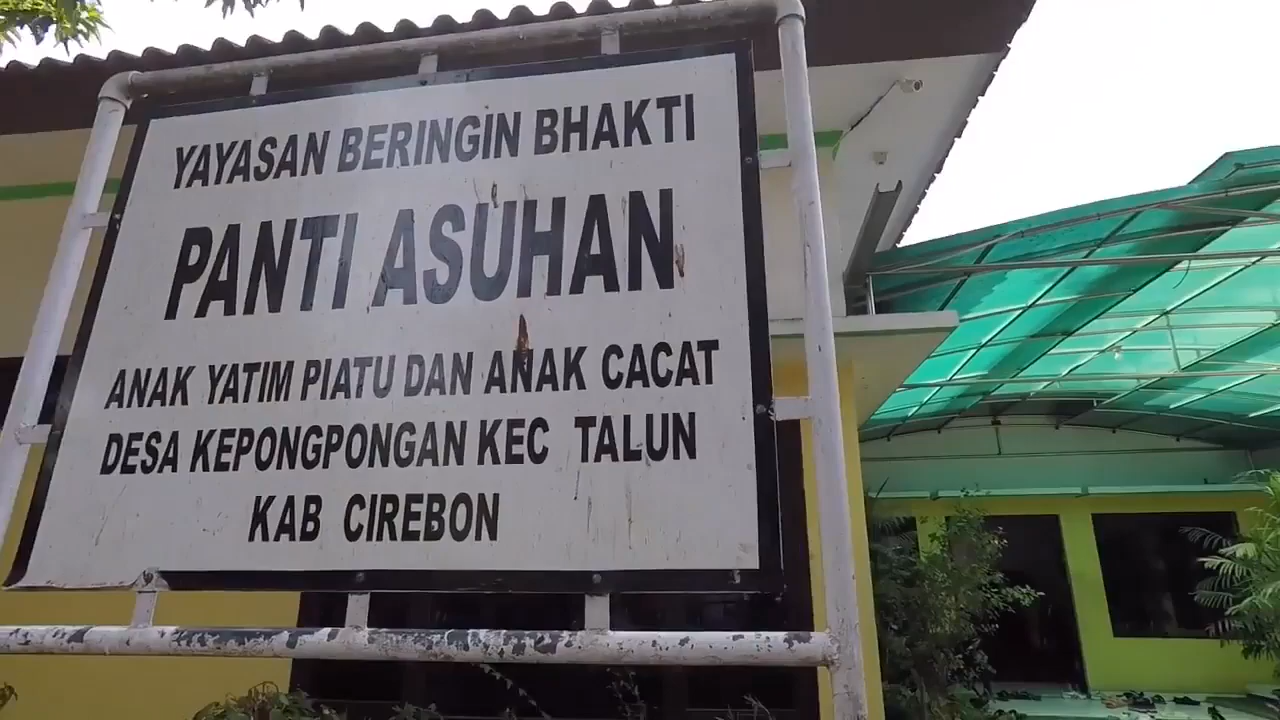 YAYASAN BERINGIN BHAKTI
PANTI ASUHAN
ANAK YATIM PIATU DAN ANAK CACAT
DESA KEPONGPONGAN KEC TALUN
KAB CIREBON